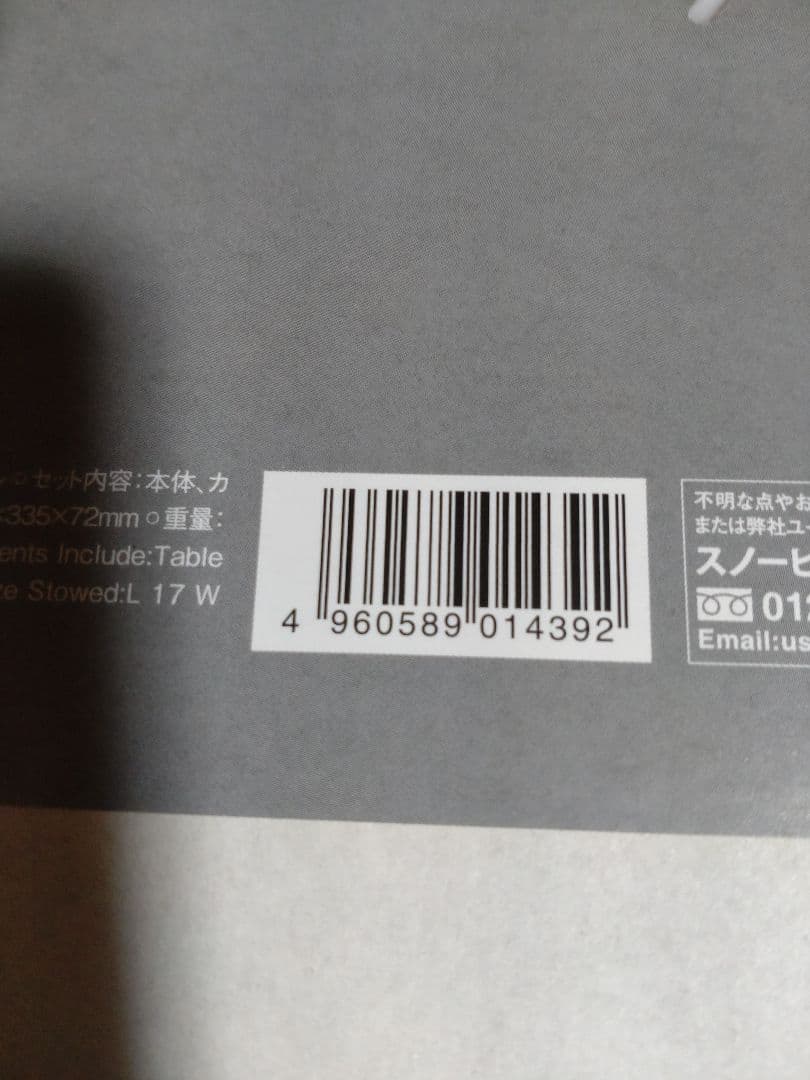 セット内容:本体、カ
×335×72mm○重量:
ents Include:Table
ze Stowed:L 17 W
4 960589 014392
不明な点やお
または弊社ユ
スノーピ
012
Email:us